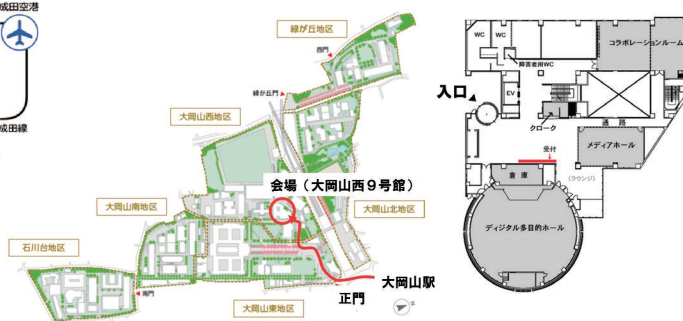 成田空港
成田線
緑が丘地区
西門
緑が丘門
大岡山西地区
会場（大岡山西９号館）
大岡山南地区
大岡山北地区
石川台地区
南門
大岡山駅
正門
大岡山東地区
WC
WC
コラボレーションルーム
障害者用WC
入口
EV
クローク
通路
受付
メディアホール
倉庫
(ラウンジ)
ディジタル多目的ホール